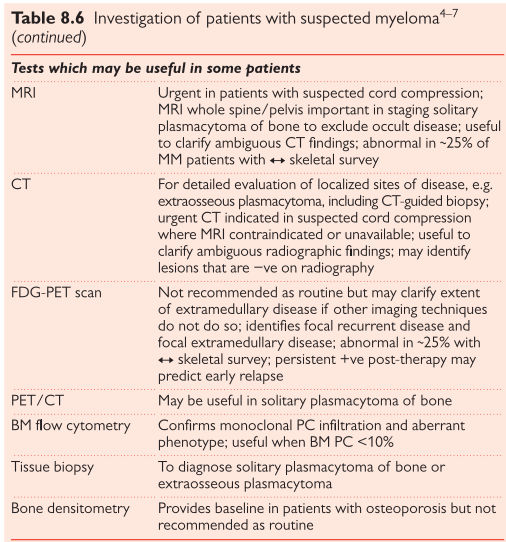 Table 8.6 Investigation of patients with suspected myeloma4–7
(continued)
Tests which may be useful in some patients
MRI
Urgent in patients with suspected cord compression;
MRI whole spine/pelvis important in staging solitary
plasmacytoma of bone to exclude occult disease; useful
to clarify ambiguous CT findings; abnormal in ~25% of
MM patients with ↔ skeletal survey
CT
For detailed evaluation of localized sites of disease, e.g.
extraosseous plasmacytoma, including CT-guided biopsy;
urgent CT indicated in suspected cord compression
where MRI contraindicated or unavailable; useful to
clarify ambiguous radiographic findings; may identify
lesions that are −ve on radiography
FDG-PET scan
Not recommended as routine but may clarify extent
of extramedullary disease if other imaging techniques
do not do so; identifies focal recurrent disease and
focal extramedullary disease; abnormal in ~25% with
↔ skeletal survey; persistent +ve post-therapy may
predict early relapse
PET/CT
May be useful in solitary plasmacytoma of bone
BM flow cytometry
Confirms monoclonal PC infiltration and aberrant
phenotype; useful when BM PC <10%
Tissue biopsy
To diagnose solitary plasmacytoma of bone or
extraosseous plasmacytoma
Bone densitometry
Provides baseline in patients with osteoporosis but not
recommended as routine